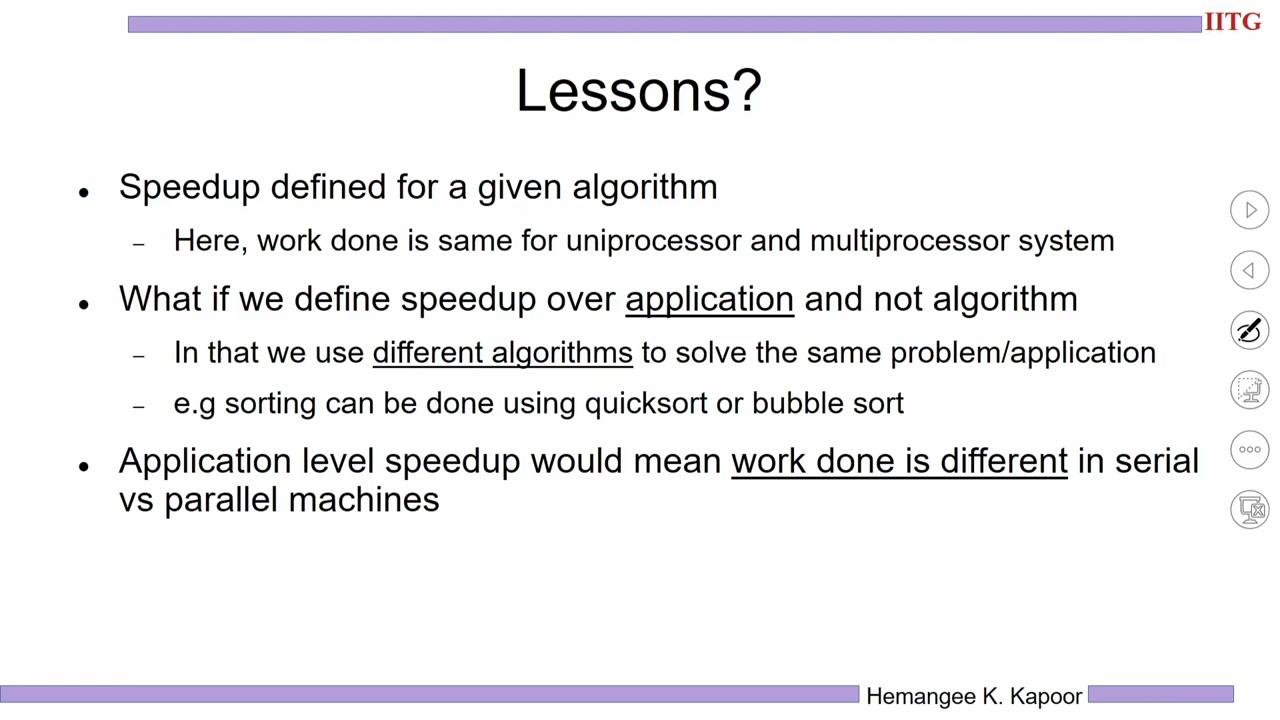 IITG
Lessons?
● Speedup defined for a given algorithm
– Here, work done is same for uniprocessor and multiprocessor system
● What if we define speedup over application and not algorithm
– In that we use different algorithms to solve the same problem/application
– e.g sorting can be done using quicksort or bubble sort
● Application level speedup would mean work done is different in serial
vs parallel machines
Hemangee K. Kapoor